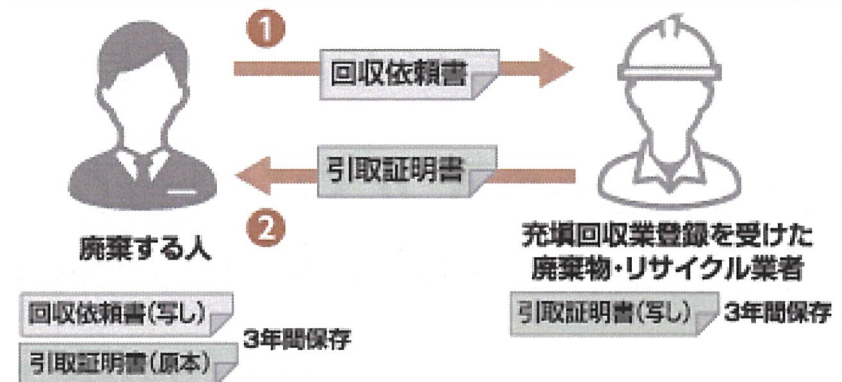 1
回収依頼書
引取証明書
2
廃棄する人
充填回収業登録を受けた
廃棄物・リサイクル業者
回収依頼書(写し)
引取証明書(原本)
3年間保存
引取証明書(写し)
3年間保存